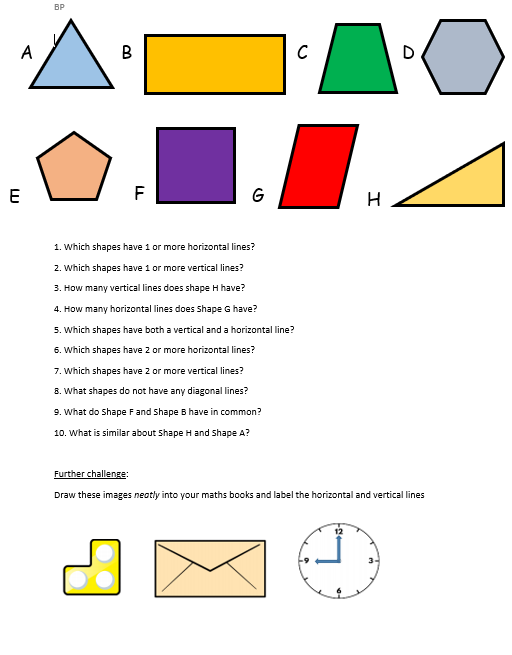 BP
A
B
C
D
E
F
G
H
1. Which shapes have 1 or more horizontal lines?
2. Which shapes have 1 or more vertical lines?
3. How many vertical lines does shape H have?
4. How many horizontal lines does Shape G have?
5. Which shapes have both a vertical and a horizontal line?
6. Which shapes have 2 or more horizontal lines?
7. Which shapes have 2 or more vertical lines?
8. What shapes do not have any diagonal lines?
9. What do Shape F and Shape B have in common?
10. What is similar about Shape H and Shape A?
Further challenge:
Draw these images neatly into your maths books and label the horizontal and vertical lines
12
9
3
6